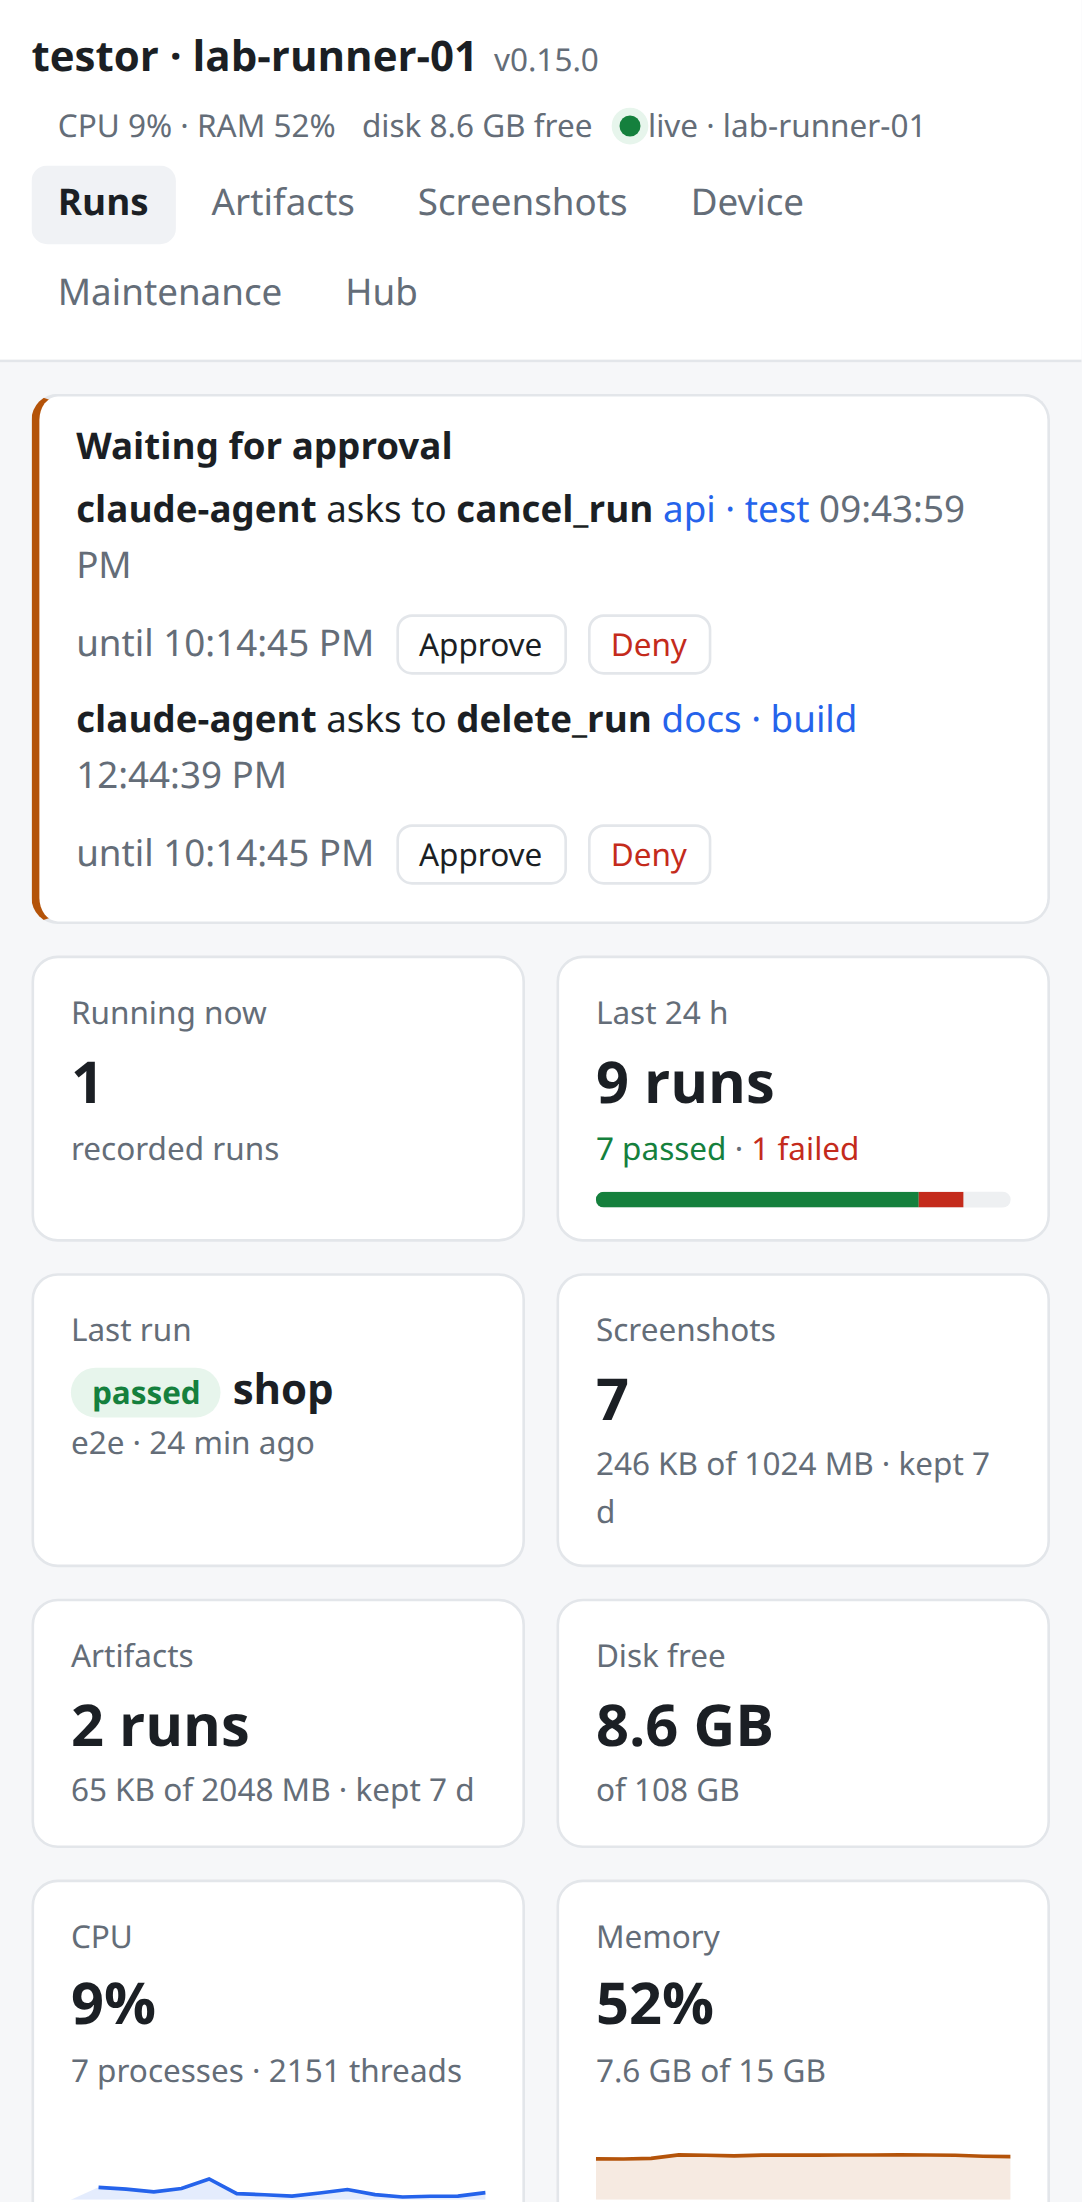 testor · lab-runner-01 v0.15.0
CPU 9% · RAM 52% disk 8.6 GB free live · lab-runner-01
Runs Artifacts Screenshots Device
Maintenance Hub
Waiting for approval
claude-agent asks to cancel_run api · test 09:43:59
PM
until 10:14:45 PM Approve Deny
claude-agent asks to delete_run docs · build
12:44:39 PM
until 10:14:45 PM Approve Deny
Running now
1
recorded runs
Last 24 h
9 runs
7 passed · 1 failed
Last run
passed shop
e2e · 24 min ago
Screenshots
7
246 KB of 1024 MB · kept 7
d
Artifacts
2 runs
65 KB of 2048 MB · kept 7 d
Disk free
8.6 GB
of 108 GB
CPU
9%
7 processes · 2151 threads
Memory
52%
7.6 GB of 15 GB